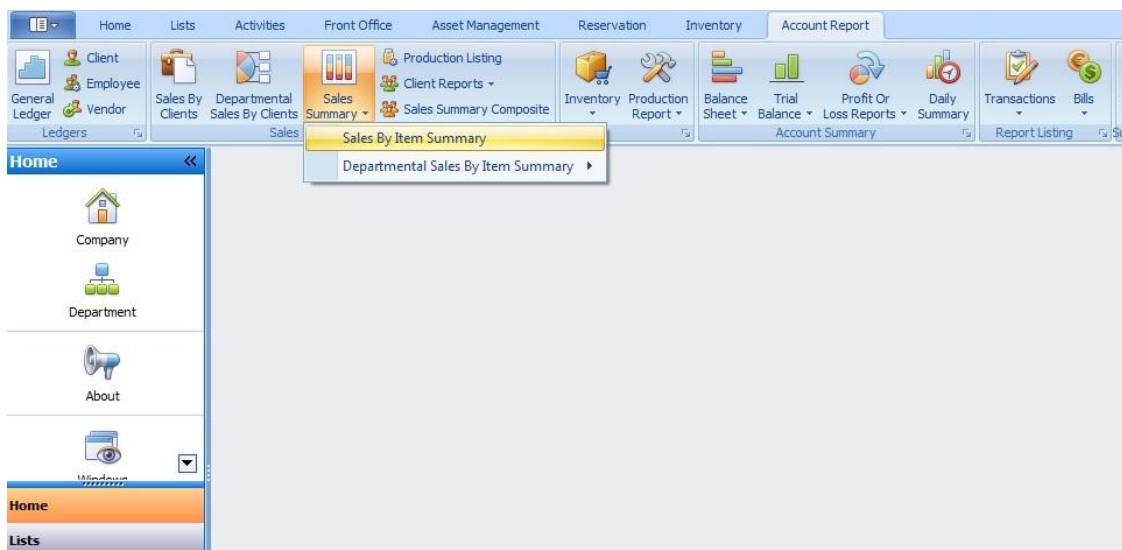 Home Lists Activities Front Office Asset Management Reservation Inventory Account Report
General Ledger
Client
Employee
Vendor
Sales By Clients
Departmental Sales By Clients
Sales Summary
Production Listing
Client Reports
Sales Summary Composite
Inventory
Production Report
Balance Sheet
Trial Balance
Profit Or Loss Reports
Daily Summary
Transactions
Bills
Ledgers
Sales
Account Summary
Report Listing
Sales By Item Summary
Departmental Sales By Item Summary
Home
Company
Department
About
Windows
Home
Lists